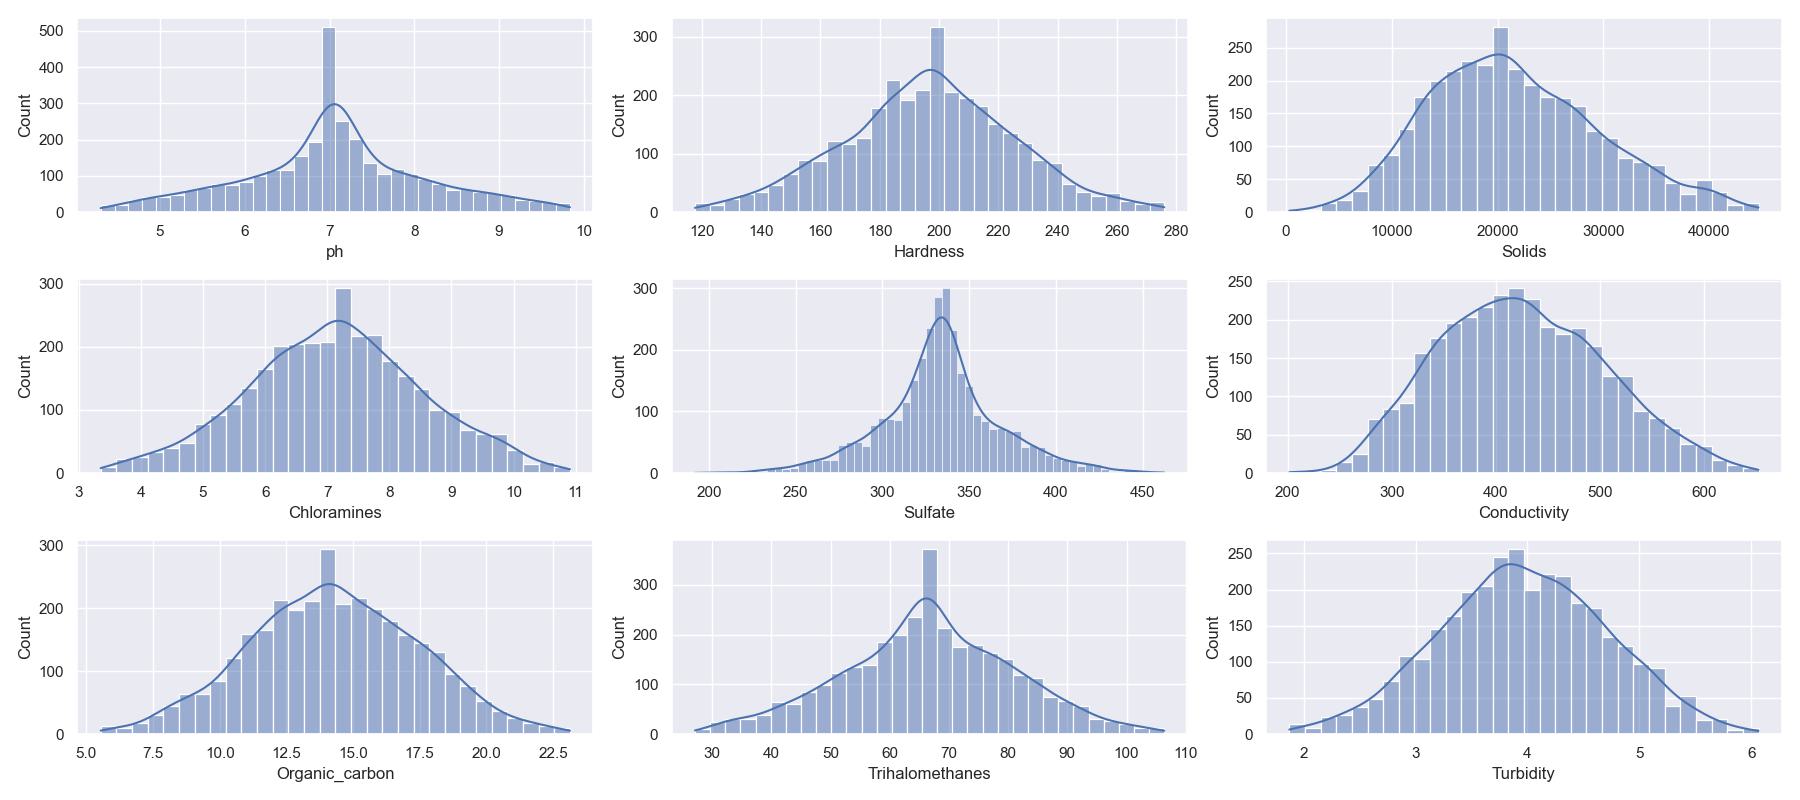 500
400
300
200
100
0
Count
5 6 7 8 9 10
ph
300
200
100
0
Count
120 140 160 180 200 220 240 260 280
Hardness
250
200
150
100
50
0
Count
0 10000 20000 30000 40000
Solids
300
200
100
0
Count
3 4 5 6 7 8 9 10 11
Chloramines
300
200
100
0
Count
200 250 300 350 400 450
Sulfate
250
200
150
100
50
0
Count
200 300 400 500 600
Conductivity
300
200
100
0
Count
5.0 7.5 10.0 12.5 15.0 17.5 20.0 22.5
Organic_carbon
300
200
100
0
Count
30 40 50 60 70 80 90 100 110
Trihalomethanes
250
200
150
100
50
0
Count
2 3 4 5 6
Turbidity